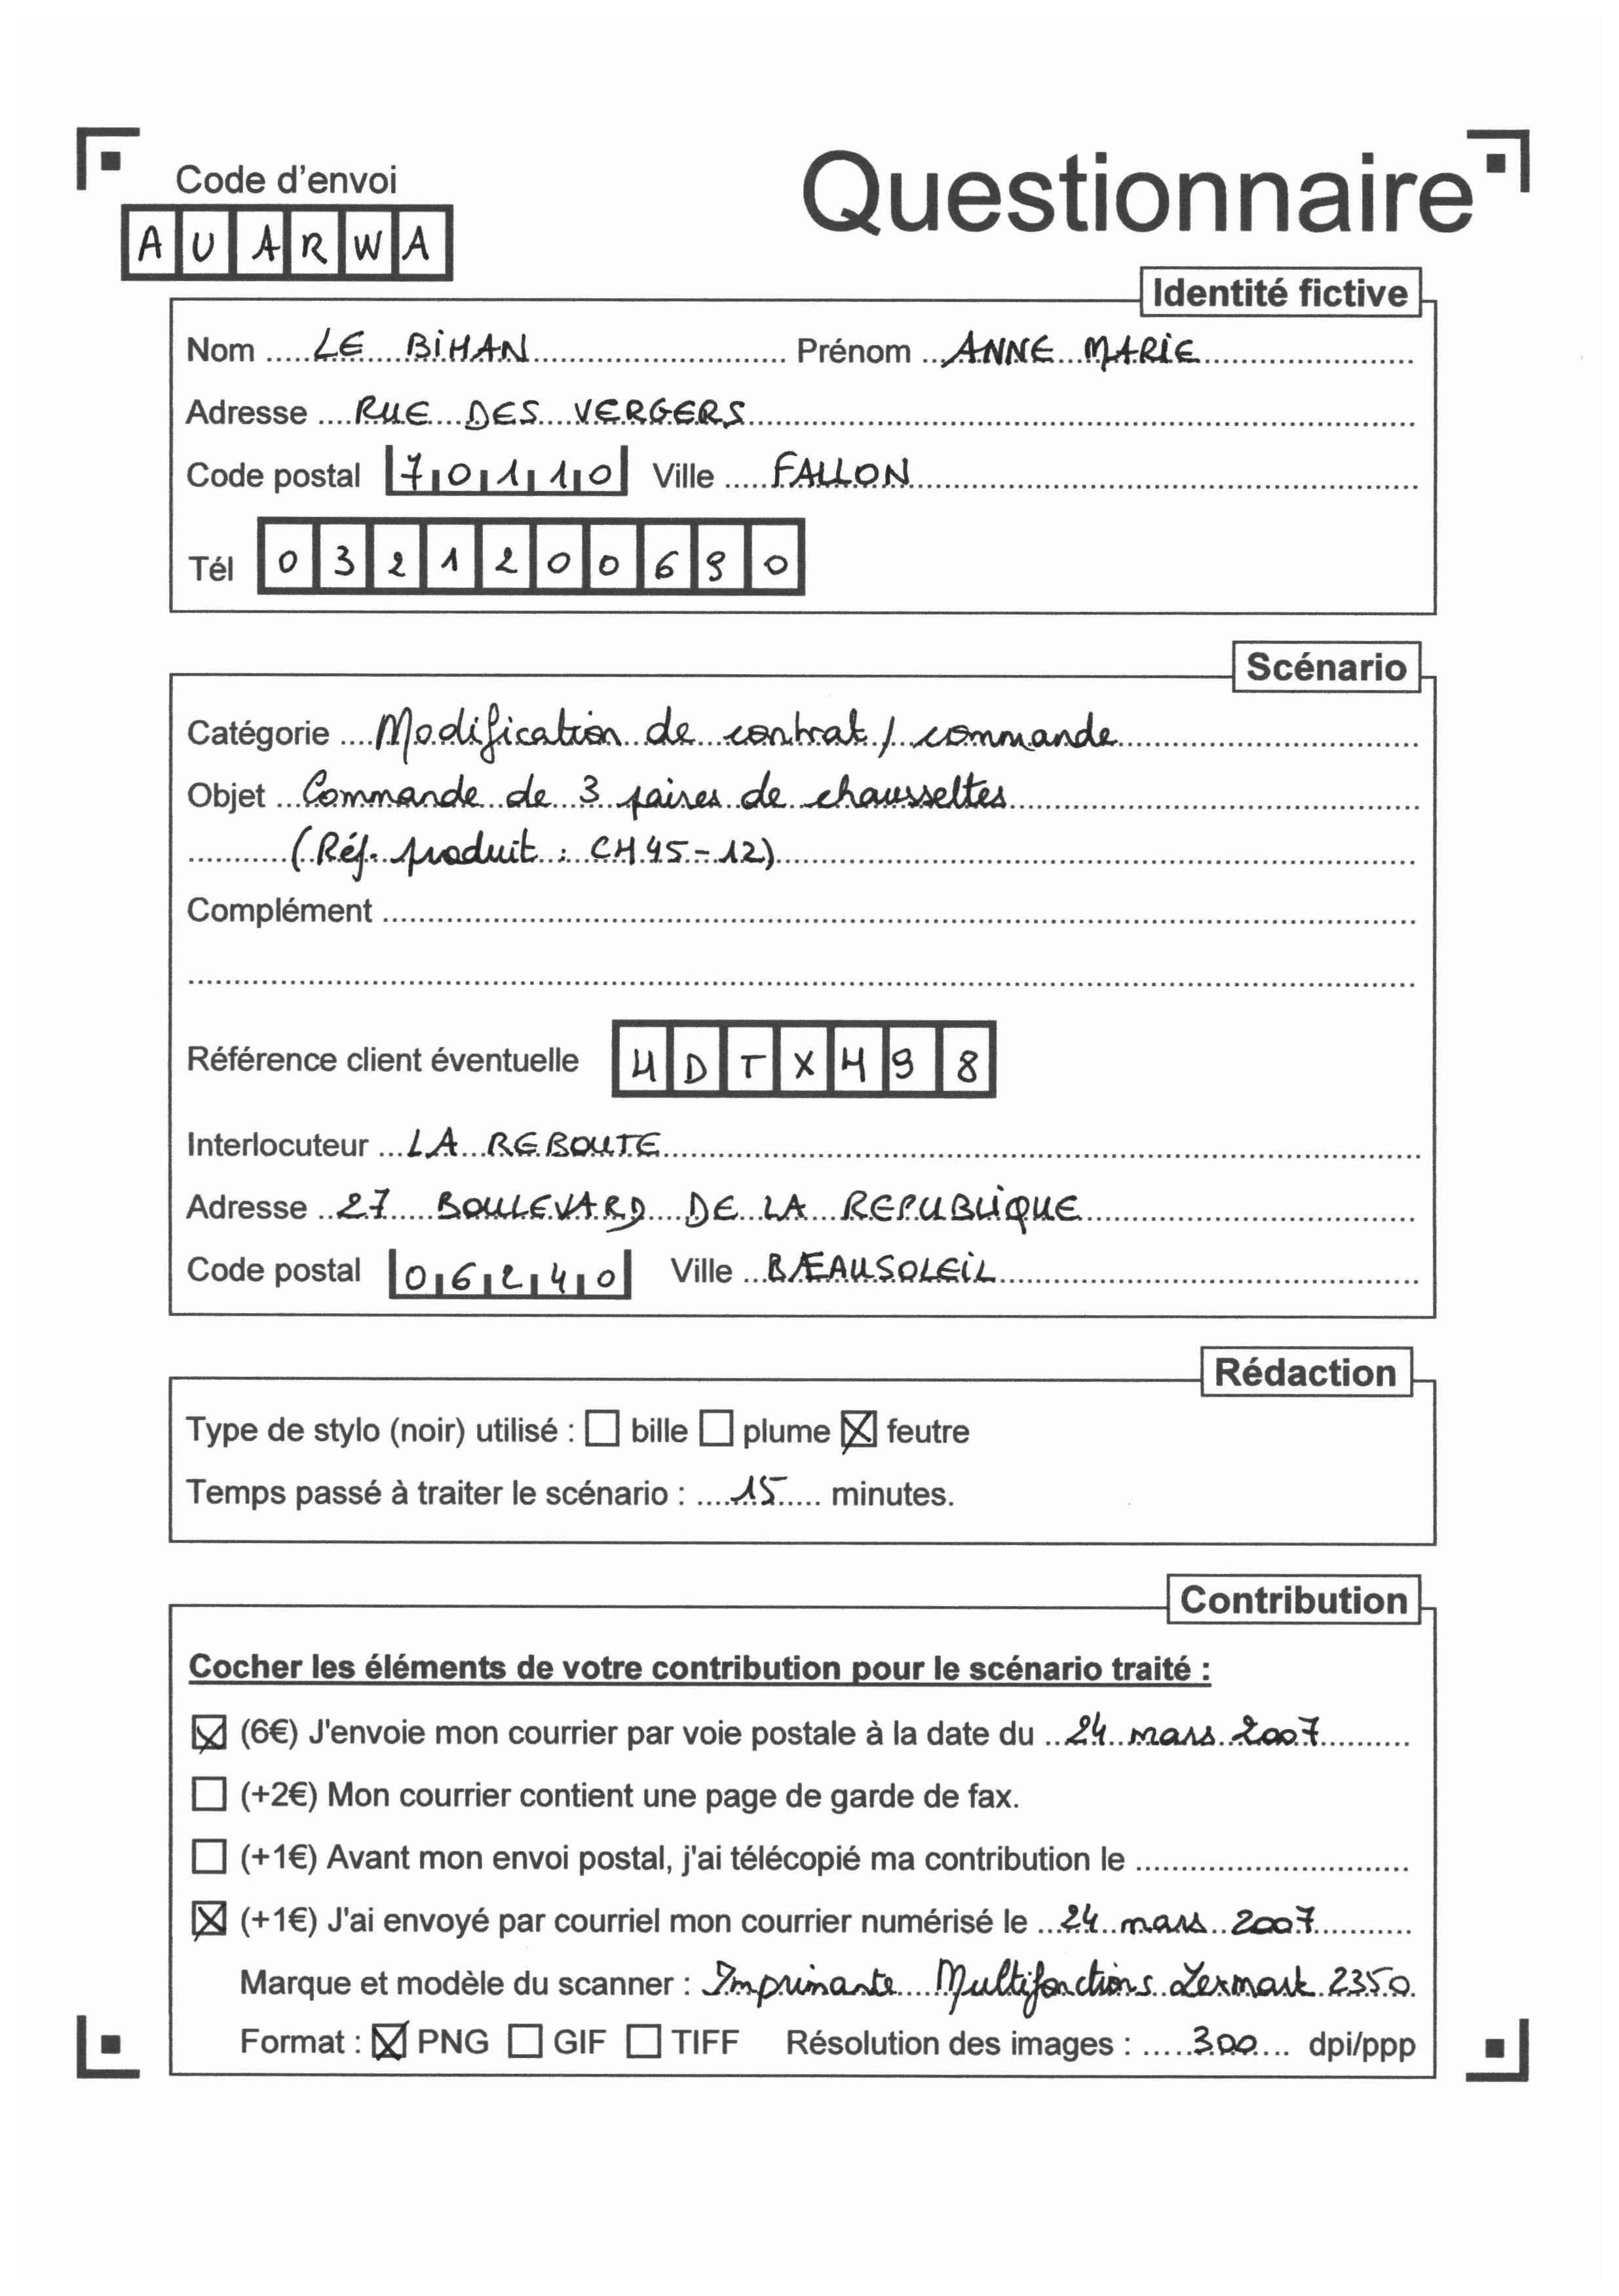 Code d'envoi
Questionnaire
A U A R W A
Identité fictive
Nom LE BIHAN Prénom ANNE MARIE
Adresse RUE DES VERGERS
Code postal 70110 Ville FALLON
Tél 0321200690
Scénario
Catégorie Modification de contrat / commande
Objet Commande de 3 paires de chaussettes
(Réf. produit : CH45-12)
Complément
Référence client éventuelle HDTX498
Interlocuteur LA REBOUTE
Adresse 27 BOULEVARD DE LA REPUBLIQUE
Code postal 06240 Ville BEAUSOLEIL
Rédaction
Type de stylo (noir) utilisé : bille plume feutre
Temps passé à traiter le scénario : 15 minutes.
Contribution
Cocher les éléments de votre contribution pour le scénario traité :
(6€) J'envoie mon courrier par voie postale à la date du 24 mars 2007
(+2€) Mon courrier contient une page de garde de fax.
(+1€) Avant mon envoi postal, j'ai télécopié ma contribution le
(+1€) J'ai envoyé par courriel mon courrier numérisé le 24 mars 2007
Marque et modèle du scanner : Imprimante Multifonctions Lexmark 2350
Format : PNG GIF TIFF Résolution des images : 300 dpi/ppp